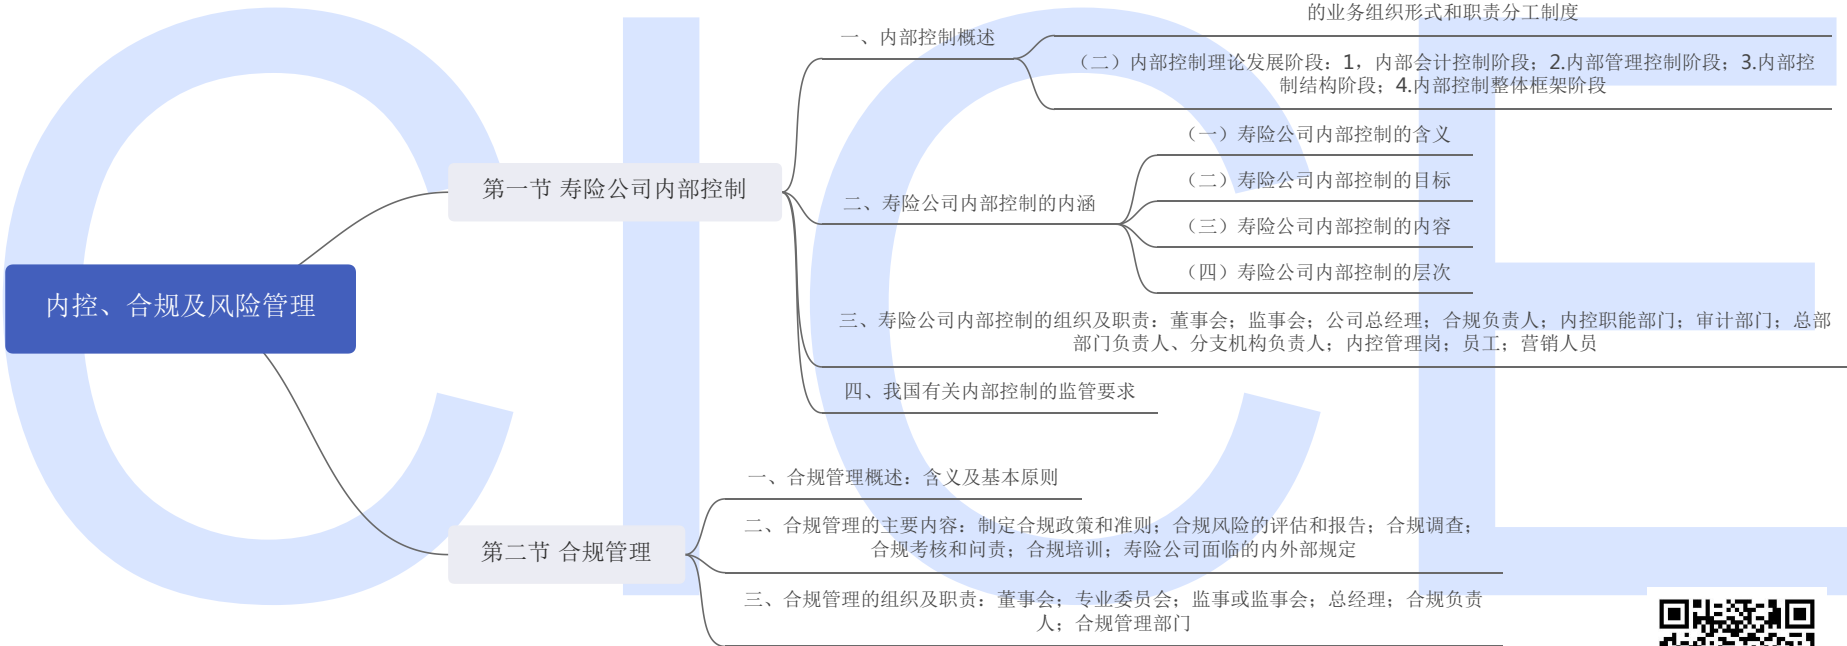 的业务组织形式和职责分工制度
一、内部控制概述
（二）内部控制理论发展阶段：1，内部会计控制阶段；2.内部管理控制阶段；3.内部控
制结构阶段；4.内部控制整体框架阶段
（一）寿险公司内部控制的含义
第一节 寿险公司内部控制
（二）寿险公司内部控制的目标
二、寿险公司内部控制的内涵
（三）寿险公司内部控制的内容
（四）寿险公司内部控制的层次
内控、合规及风险管理
三、寿险公司内部控制的组织及职责：董事会；监事会；公司总经理；合规负责人；内控职能部门；审计部门；总部
部门负责人、分支机构负责人；内控管理岗；员工；营销人员
四、我国有关内部控制的监管要求
一、合规管理概述：含义及基本原则
二、合规管理的主要内容：制定合规政策和准则；合规风险的评估和报告；合规调查；
合规考核和问责；合规培训；寿险公司面临的内外部规定
第二节 合规管理
三、合规管理的组织及职责：董事会；专业委员会；监事或监事会；总经理；合规负责
人；合规管理部门
CICE